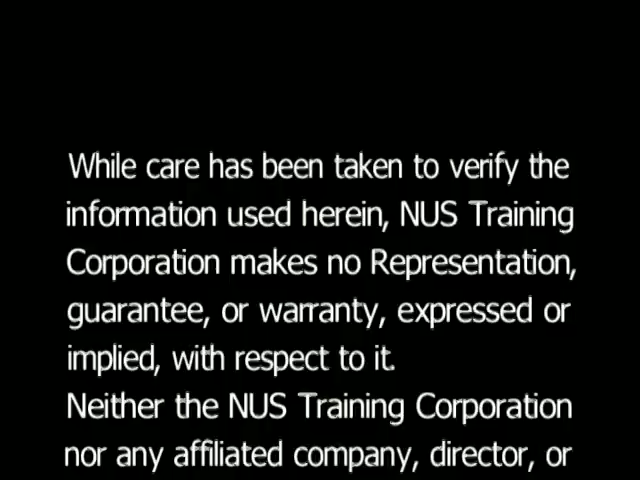 While care has been taken to verify the
information used herein, NUS Training
Corporation makes no Representation,
guarantee, or warranty, expressed or
implied, with respect to it.
Neither the NUS Training Corporation
nor any affiliated company, director, or